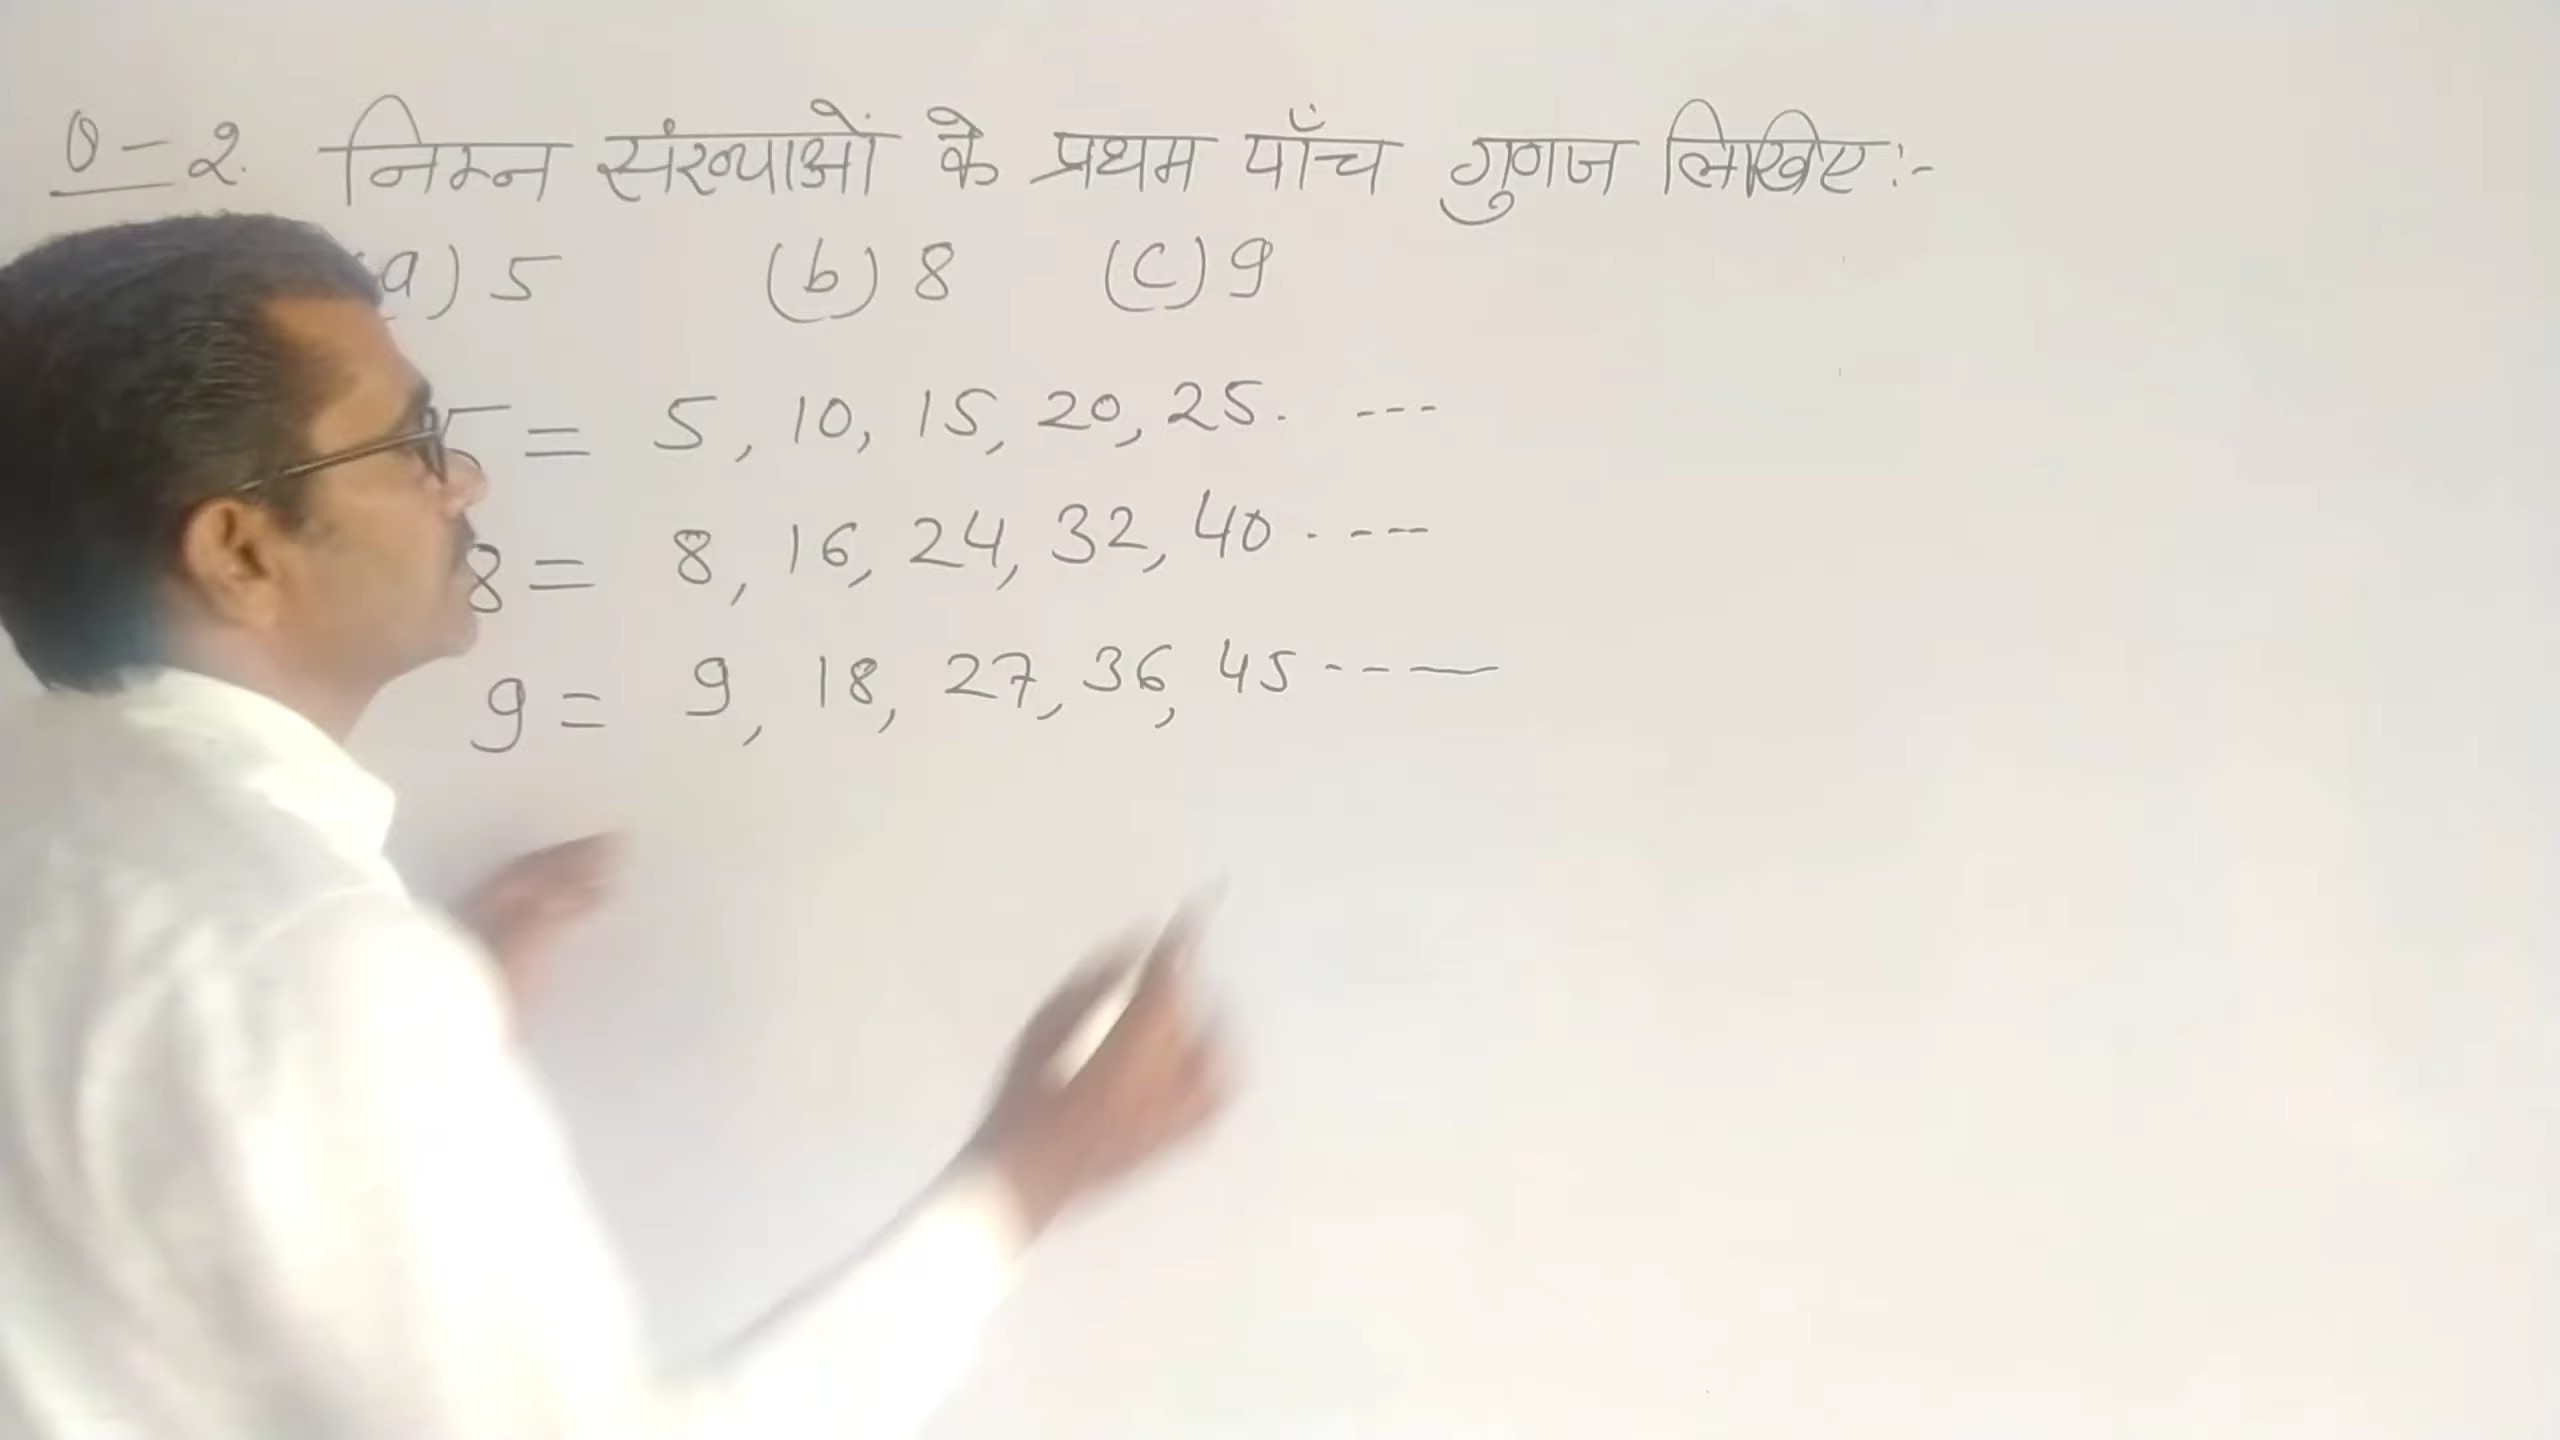 Q-2. निम्न संख्याओं के प्रथम पाँच गुणज लिखिए:-
(a) 5 (b) 8 (c) 9
5 = 5, 10, 15, 20, 25. ---
8 = 8, 16, 24, 32, 40 . - --
9 = 9, 18, 27, 36, 45 - - —